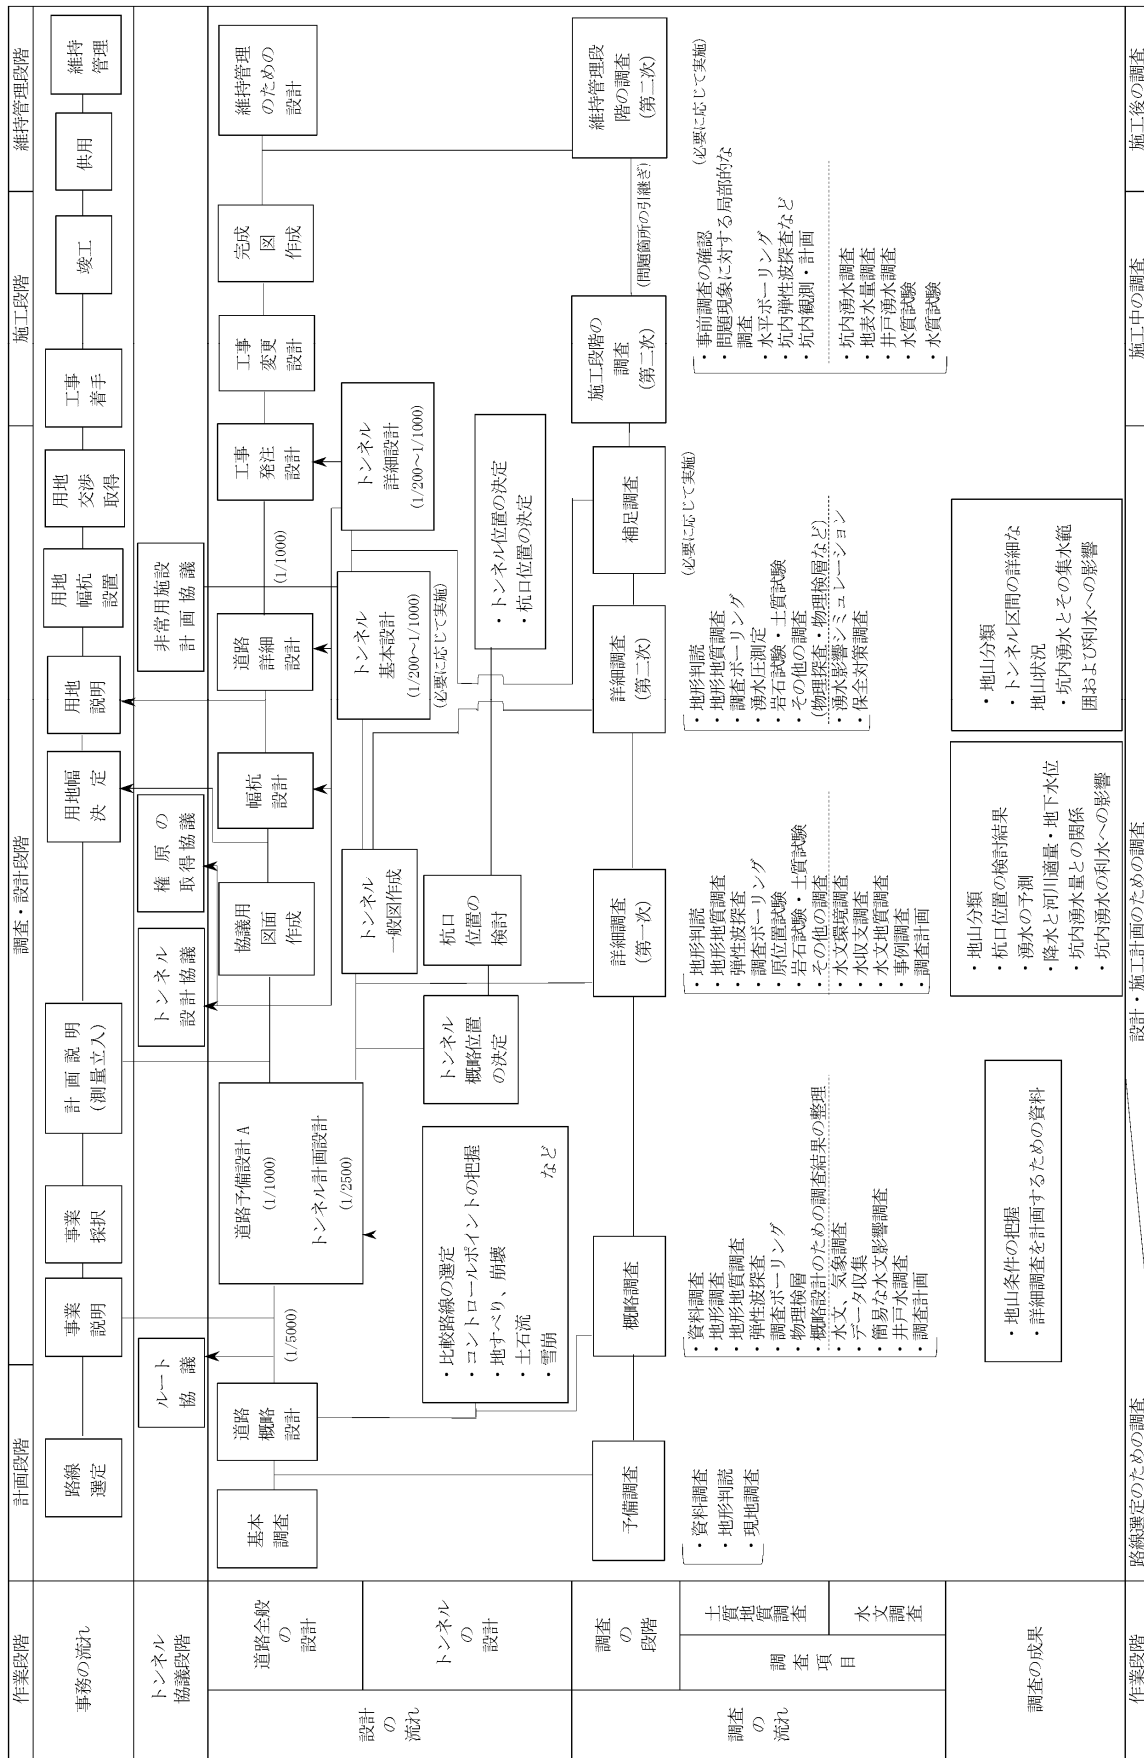 作業段階
計画段階
調査・設計段階
施工段階
維持管理段階
事務の流れ
路線
選定
事業
説明
事業
採択
計画説明
(測量立入)
用地幅
決定
用地
説明
用地
幅杭
設置
用地
交渉
取得
工事
着手
竣工
供用
維持
管理
トンネル
協議段階
ルート
協議
トンネル
設計協議
権原の
取得協議
非常用施設
計画協議
設計
の
流れ
道路全般
の
設計
基本
調査
道路
概略
設計
(1/5000)
道路予備設計A
(1/1000)
トンネル計画設計
(1/2500)
協議用
図面
作成
幅杭
設計
道路
詳細
設計
(1/1000)
工事
発注
設計
工事
変更
設計
完成
図
作成
維持管理
のための
設計
トンネル
の
設計
・比較路線の選定
・コントロールポイントの把握
・地すべり、崩壊
・土石流
・雪崩
など
トンネル
概略位置
の決定
トンネル
一般図作成
杭口
位置の
検討
トンネル
基本設計
(1/200〜1/1000)
(必要に応じて実施)
トンネル
詳細設計
(1/200〜1/1000)
・トンネル位置の決定
・杭口位置の決定
調査
の
流れ
調査
の
段階
予備調査
概略調査
詳細調査
(第一次)
詳細調査
(第二次)
補足調査
(必要に応じて実施)
施工段階の
調査
(第二次)
(問題箇所の引継ぎ)
維持管理段
階の調査
(第二次)
(必要に応じて実施)
調査項目
土質地質調査
水文調査
・資料調査
・地形判読
・現地調査
・資料調査
・地形調査
・地形地質調査
・弾性波探査
・調査ボーリング
・物理検層
・概略設計のための調査結果の整理
・水文、気象調査
・データ収集
・簡易な水文影響調査
・井戸水調査
・調査計画
・地形判読
・地形地質調査
・弾性波探査
・調査ボーリング
・原位置試験
・岩石試験・土質試験
・その他の調査
・水文環境調査
・水収支調査
・水文地質調査
・事例調査
・調査計画
・地形判読
・地形地質調査
・調査ボーリング
・湧水圧測定
・岩石試験・土質試験
・その他の調査
(物理探査・物理検層など)
・湧水影響シミュレーション
・保全対策調査
・事前調査の確認
・問題現象に対する局部的な
調査
・水平ボーリング
・坑内弾性波探査など
・坑内観測・計画
・坑内湧水調査
・地表水量調査
・井戸湧水調査
・水質試験
・水質試験
調査の成果
・地山条件の把握
・詳細調査を計画するための資料
・地山分類
・杭口位置の検討結果
・湧水の予測
・降水と河川適量・地下水位
・坑内湧水量との関係
・坑内湧水の利水への影響
・地山分類
・トンネル区間の詳細な
地山状況
・坑内湧水とその集水範
囲および利水への影響
作業段階
路線選定のための調査
設計・施工計画のための調査
施工中の調査
施工後の調査